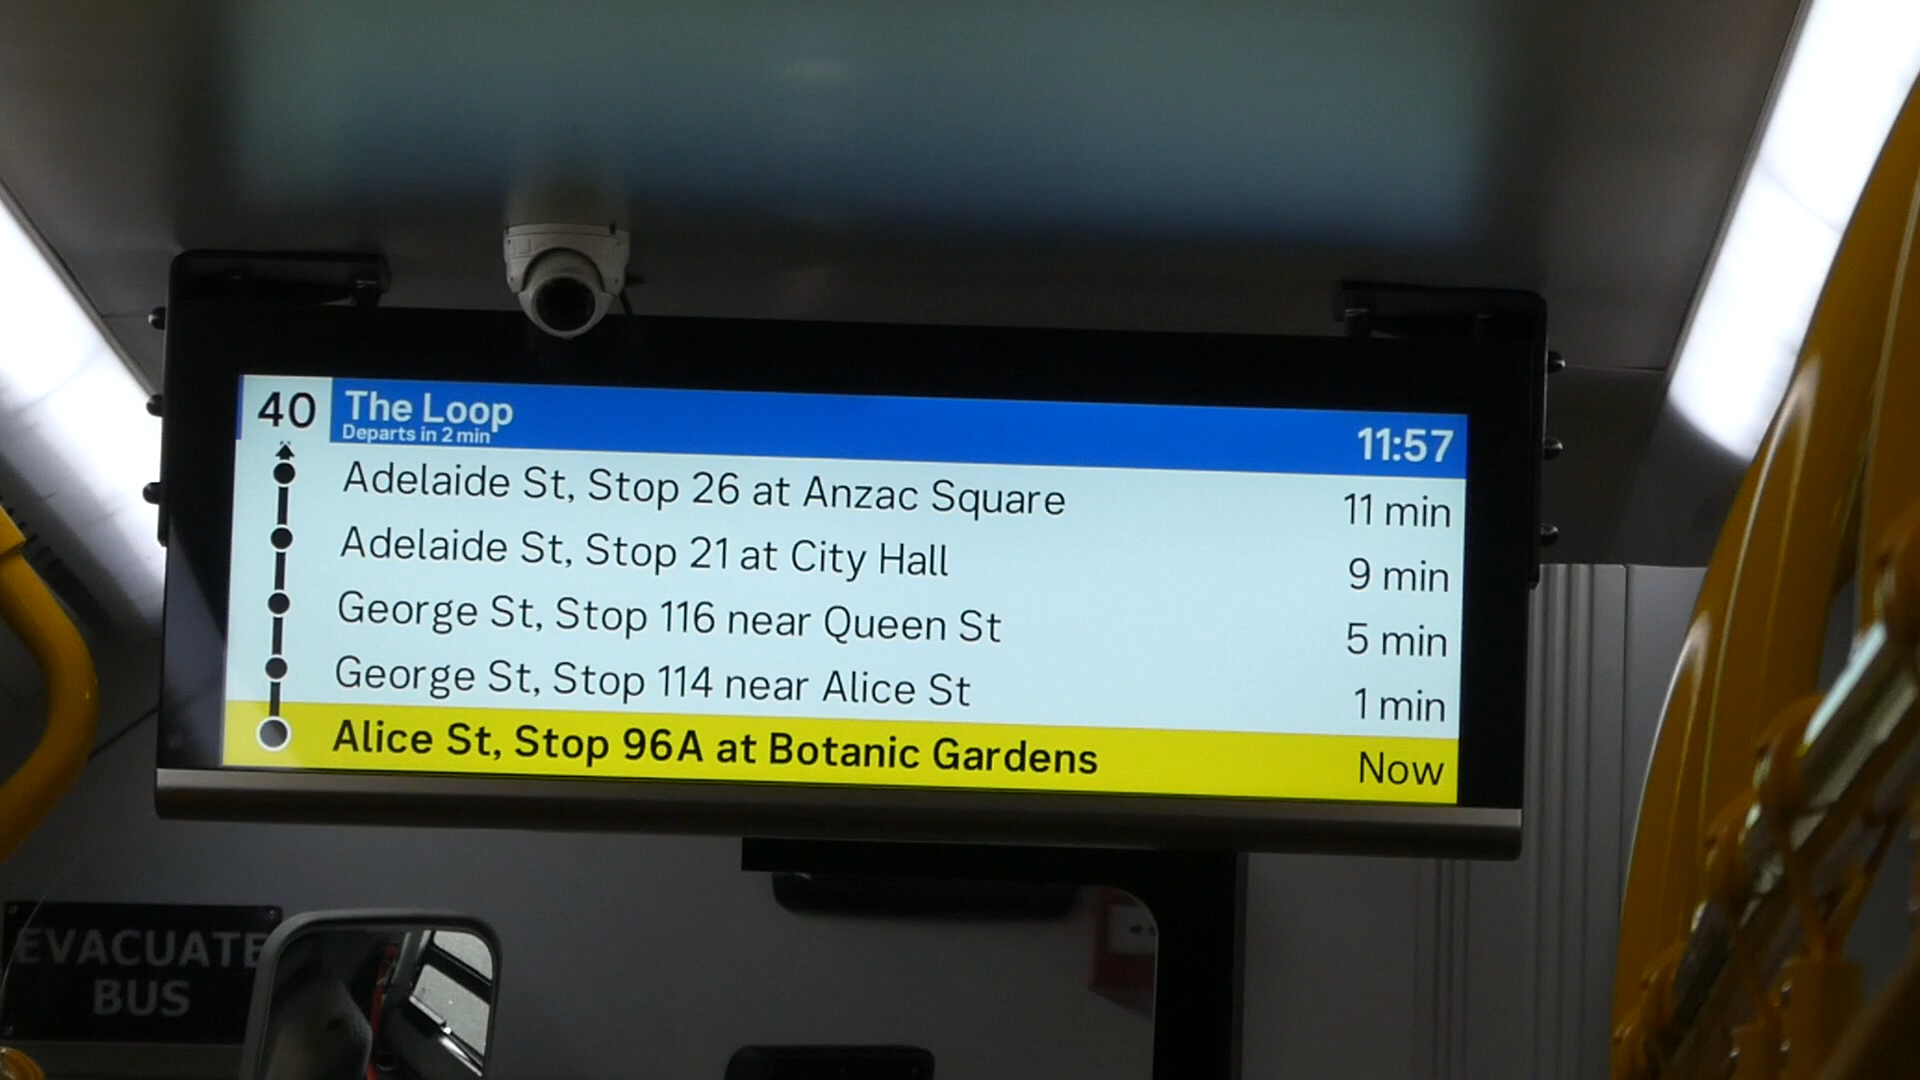 40 The Loop 11:57
Departs in 2 min
Adelaide St, Stop 26 at Anzac Square 11 min
Adelaide St, Stop 21 at City Hall 9 min
George St, Stop 116 near Queen St 5 min
George St, Stop 114 near Alice St 1 min
Alice St, Stop 96A at Botanic Gardens Now
EVACUATE
BUS